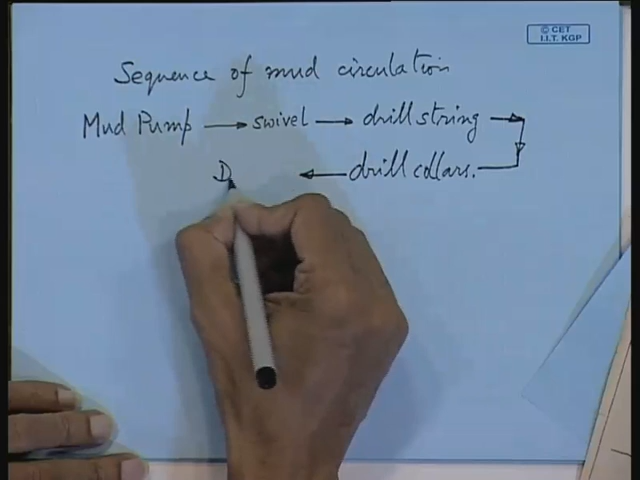 © CET
I.I.T. KGP
Sequence of mud circulation
Mud Pump → swivel → drill string →
D ← drill collars.